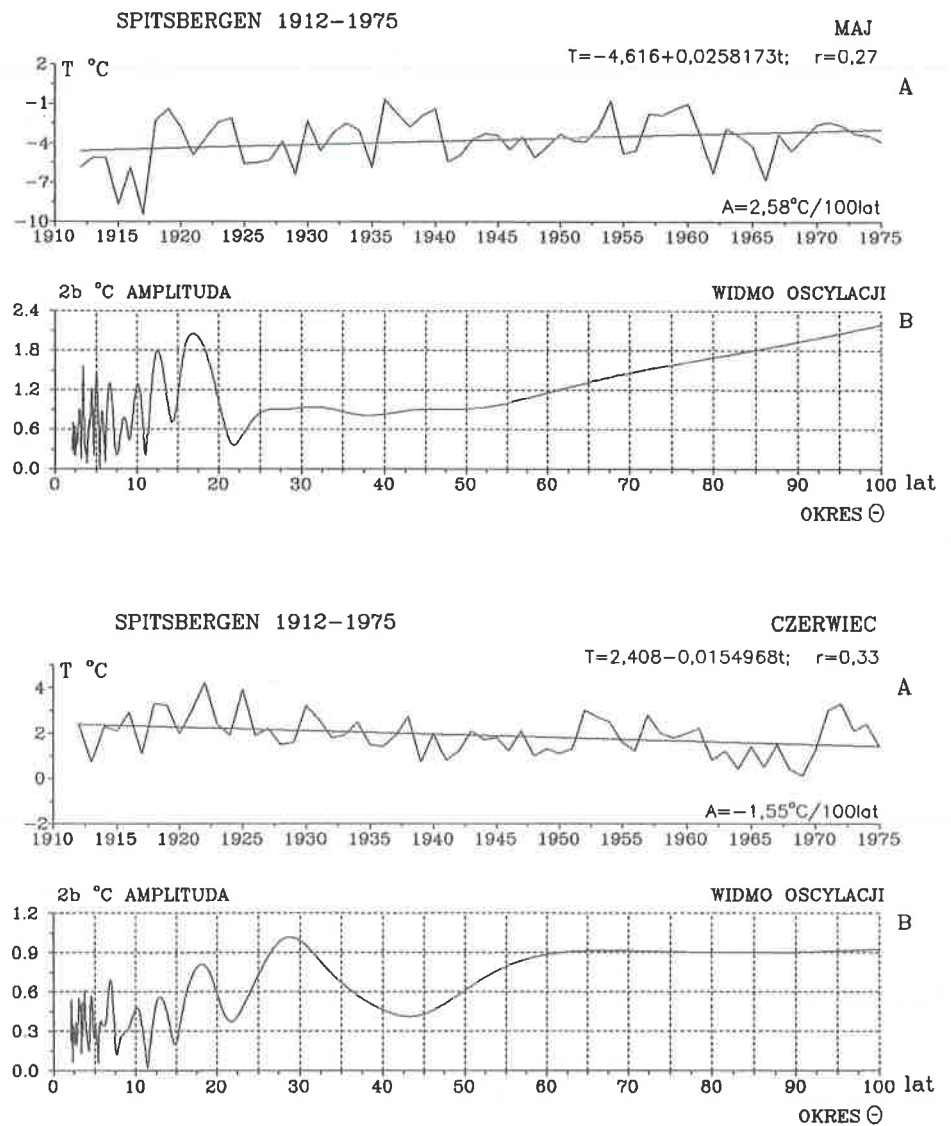 SPITSBERGEN 1912-1975
MAJ
T=-4,616+0,0258173t; r=0,27
T °C
A
2
-1
-4
-7
-10
A=2,58°C/100lat
1910 1915 1920 1925 1930 1935 1940 1945 1950 1955 1960 1965 1970 1975
2b °C AMPLITUDA
WIDMO OSCYLACJI
B
2.4
1.8
1.2
0.6
0.0
0 10 20 30 40 50 60 70 80 90 100 lat
OKRES Θ
SPITSBERGEN 1912-1975
CZERWIEC
T=2,408-0,0154968t; r=0,33
T °C
A
4
2
0
-2
A=-1,55°C/100lat
1910 1915 1920 1925 1930 1935 1940 1945 1950 1955 1960 1965 1970 1975
2b °C AMPLITUDA
WIDMO OSCYLACJI
B
1.2
0.9
0.6
0.3
0.0
0 10 20 30 40 50 60 70 80 90 100 lat
OKRES Θ